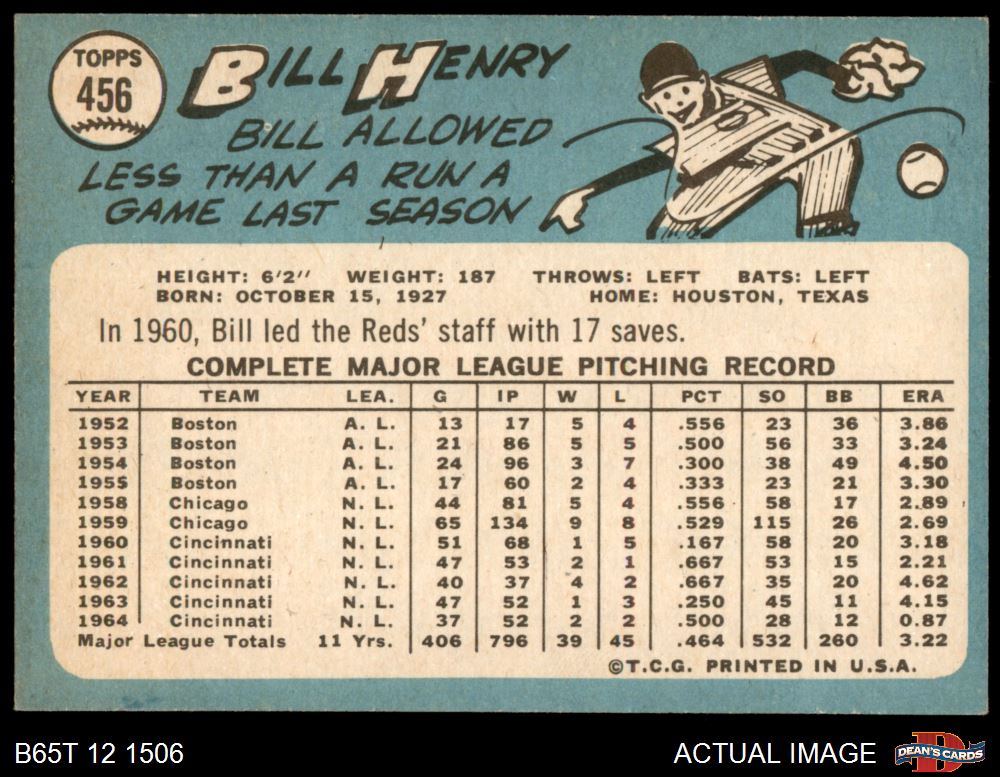 TOPPS
456
BILL HENRY
BILL ALLOWED
LESS THAN A RUN A
GAME LAST SEASON
HEIGHT: 6'2" WEIGHT: 187 THROWS: LEFT BATS: LEFT
BORN: OCTOBER 15, 1927 HOME: HOUSTON, TEXAS
In 1960, Bill led the Reds' staff with 17 saves.
COMPLETE MAJOR LEAGUE PITCHING RECORD
YEAR TEAM LEA. G IP W L PCT SO BB ERA
1952 Boston A. L. 13 17 5 4 .556 23 36 3.86
1953 Boston A. L. 21 86 5 5 .500 56 33 3.24
1954 Boston A. L. 24 96 3 7 .300 38 49 4.50
1955 Boston A. L. 17 60 2 4 .333 23 21 3.30
1958 Chicago N. L. 44 81 5 4 .556 58 17 2.89
1959 Chicago N. L. 65 134 9 8 .529 115 26 2.69
1960 Cincinnati N. L. 51 68 1 5 .167 58 20 3.18
1961 Cincinnati N. L. 47 53 2 1 .667 53 15 2.21
1962 Cincinnati N. L. 40 37 4 2 .667 35 20 4.62
1963 Cincinnati N. L. 47 52 1 3 .250 45 11 4.15
1964 Cincinnati N. L. 37 52 2 2 .500 28 12 0.87
Major League Totals 11 Yrs. 406 796 39 45 .464 532 260 3.22
©T.C.G. PRINTED IN U.S.A.
B65T 12 1506 ACTUAL IMAGE D DEAN'S CARDS